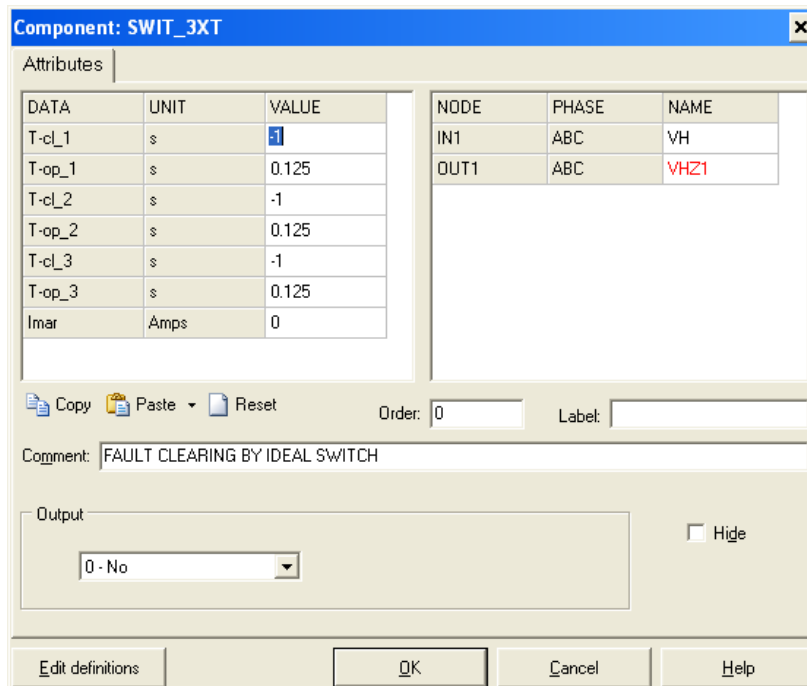 Component: SWIT_3XT
Attributes
DATA UNIT VALUE
T-cl_1 s -1
T-op_1 s 0.125
T-cl_2 s -1
T-op_2 s 0.125
T-cl_3 s -1
T-op_3 s 0.125
Imar Amps 0
NODE PHASE NAME
IN1 ABC VH
OUT1 ABC VHZ1
Copy Paste Reset
Order: 0
Label:
Comment: FAULT CLEARING BY IDEAL SWITCH
Output
0 - No
Hide
Edit definitions
OK
Cancel
Help